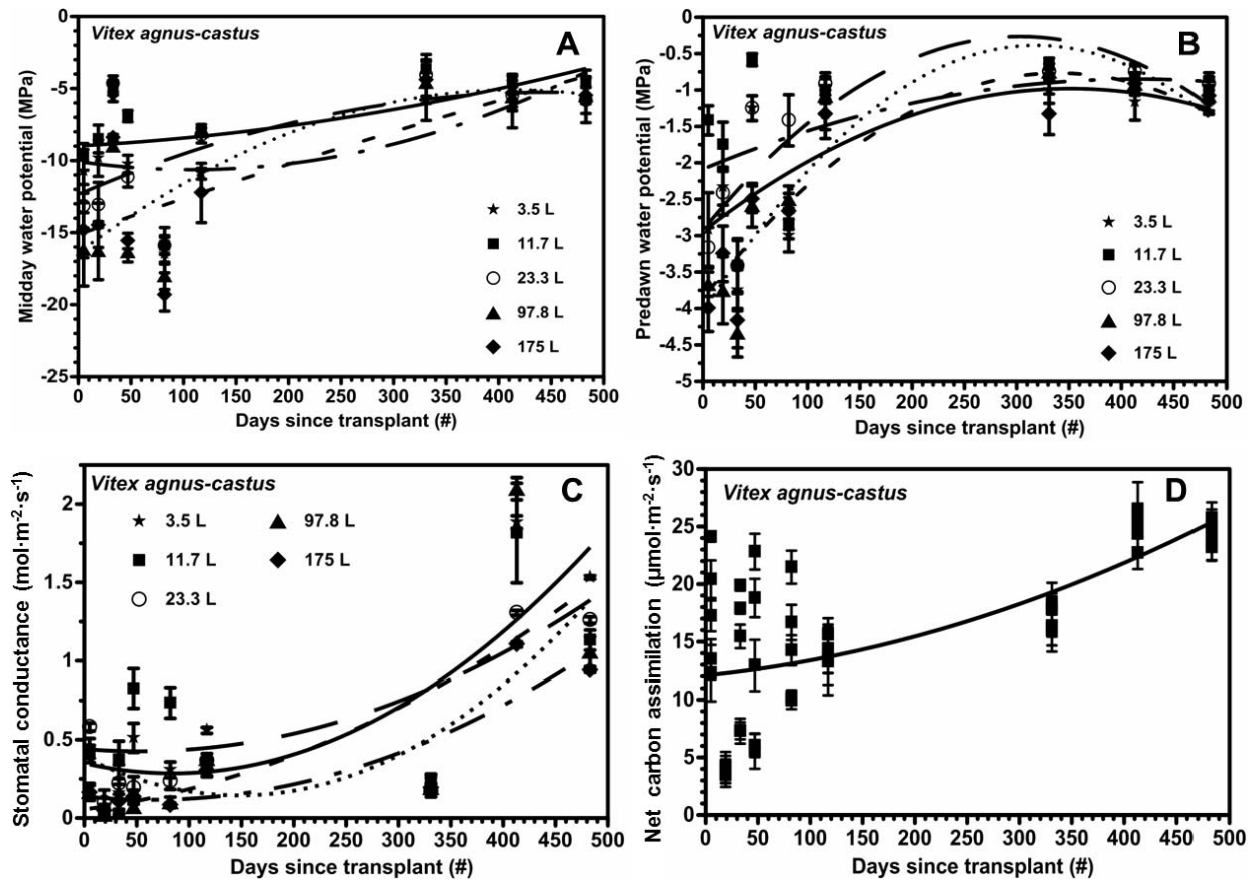 Vitex agnus-castus
A
Midday water potential (MPa)
0
-5
-10
-15
-20
-25
3.5 L
11.7 L
23.3 L
97.8 L
175 L
0 50 100 150 200 250 300 350 400 450 500
Days since transplant (#)
Vitex agnus-castus
B
Predawn water potential (MPa)
0
-0.5
-1
-1.5
-2
-2.5
-3
-3.5
-4
-4.5
-5
3.5 L
11.7 L
23.3 L
97.8 L
175 L
0 50 100 150 200 250 300 350 400 450 500
Days since transplant (#)
Vitex agnus-castus
C
Stomatal conductance (mol·m-2·s-1)
3.5 L 97.8 L
11.7 L 175 L
23.3 L
2
1.5
1
0.5
0
0 50 100 150 200 250 300 350 400 450 500
Days since transplant (#)
Vitex agnus-castus
D
Net carbon assimilation (µmol·m-2·s-1)
30
25
20
15
10
5
0
0 50 100 150 200 250 300 350 400 450 500
Days since transplant (#)